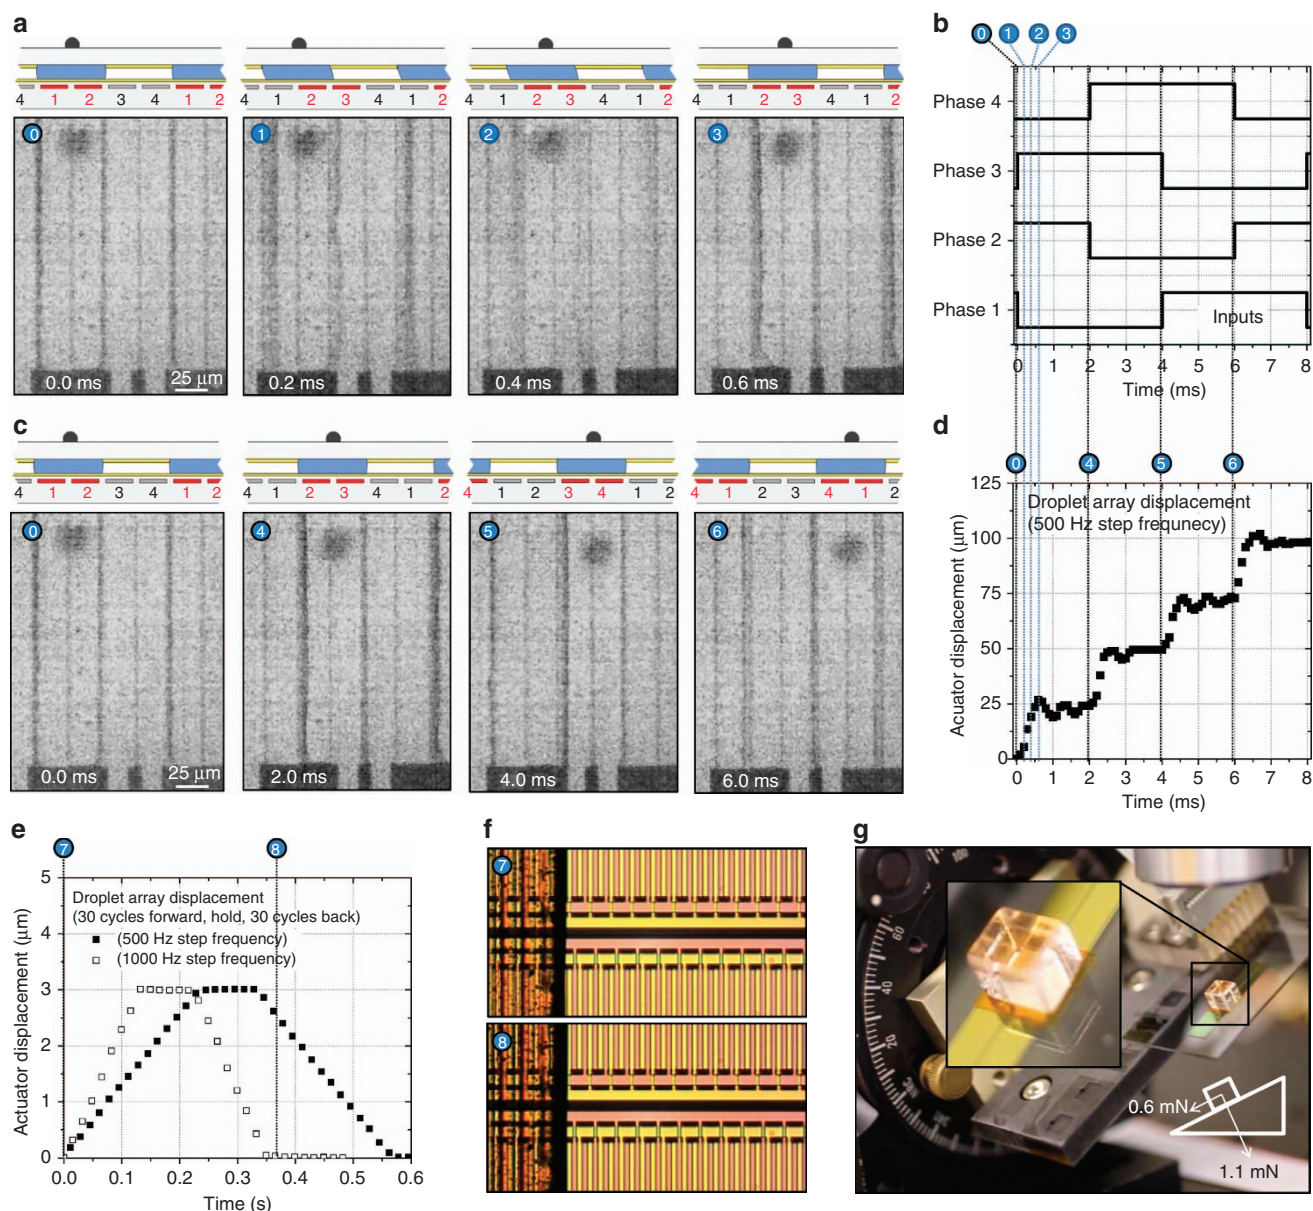 a
4 1 2 3 4 1 2
4 1 2 3 4 1 2
4 1 2 3 4 1 2
4 1 2 3 4 1 2
0
1
2
3
0.0 ms
25 μm
0.2 ms
0.4 ms
0.6 ms
b
0 1 2 3
Phase 4
Phase 3
Phase 2
Phase 1
Inputs
0 1 2 3 4 5 6 7 8
Time (ms)
c
4 1 2 3 4 1 2
4 1 2 3 4 1 2
4 1 2 3 4 1 2
4 1 2 3 4 1 2
0
4
5
6
0.0 ms
25 μm
2.0 ms
4.0 ms
6.0 ms
d
0 4 5 6
Droplet array displacement
(500 Hz step frequnecy)
Acuator displacement (μm)
125
100
75
50
25
0
0 1 2 3 4 5 6 7 8
Time (ms)
e
7 8
Droplet array displacement
(30 cycles forward, hold, 30 cycles back)
(500 Hz step frequency)
(1000 Hz step frequency)
Actuator displacement (μm)
5
4
3
2
1
0
0.0 0.1 0.2 0.3 0.4 0.5 0.6
Time (s)
f
7
8
g
60
40
20
0.6 mN
1.1 mN